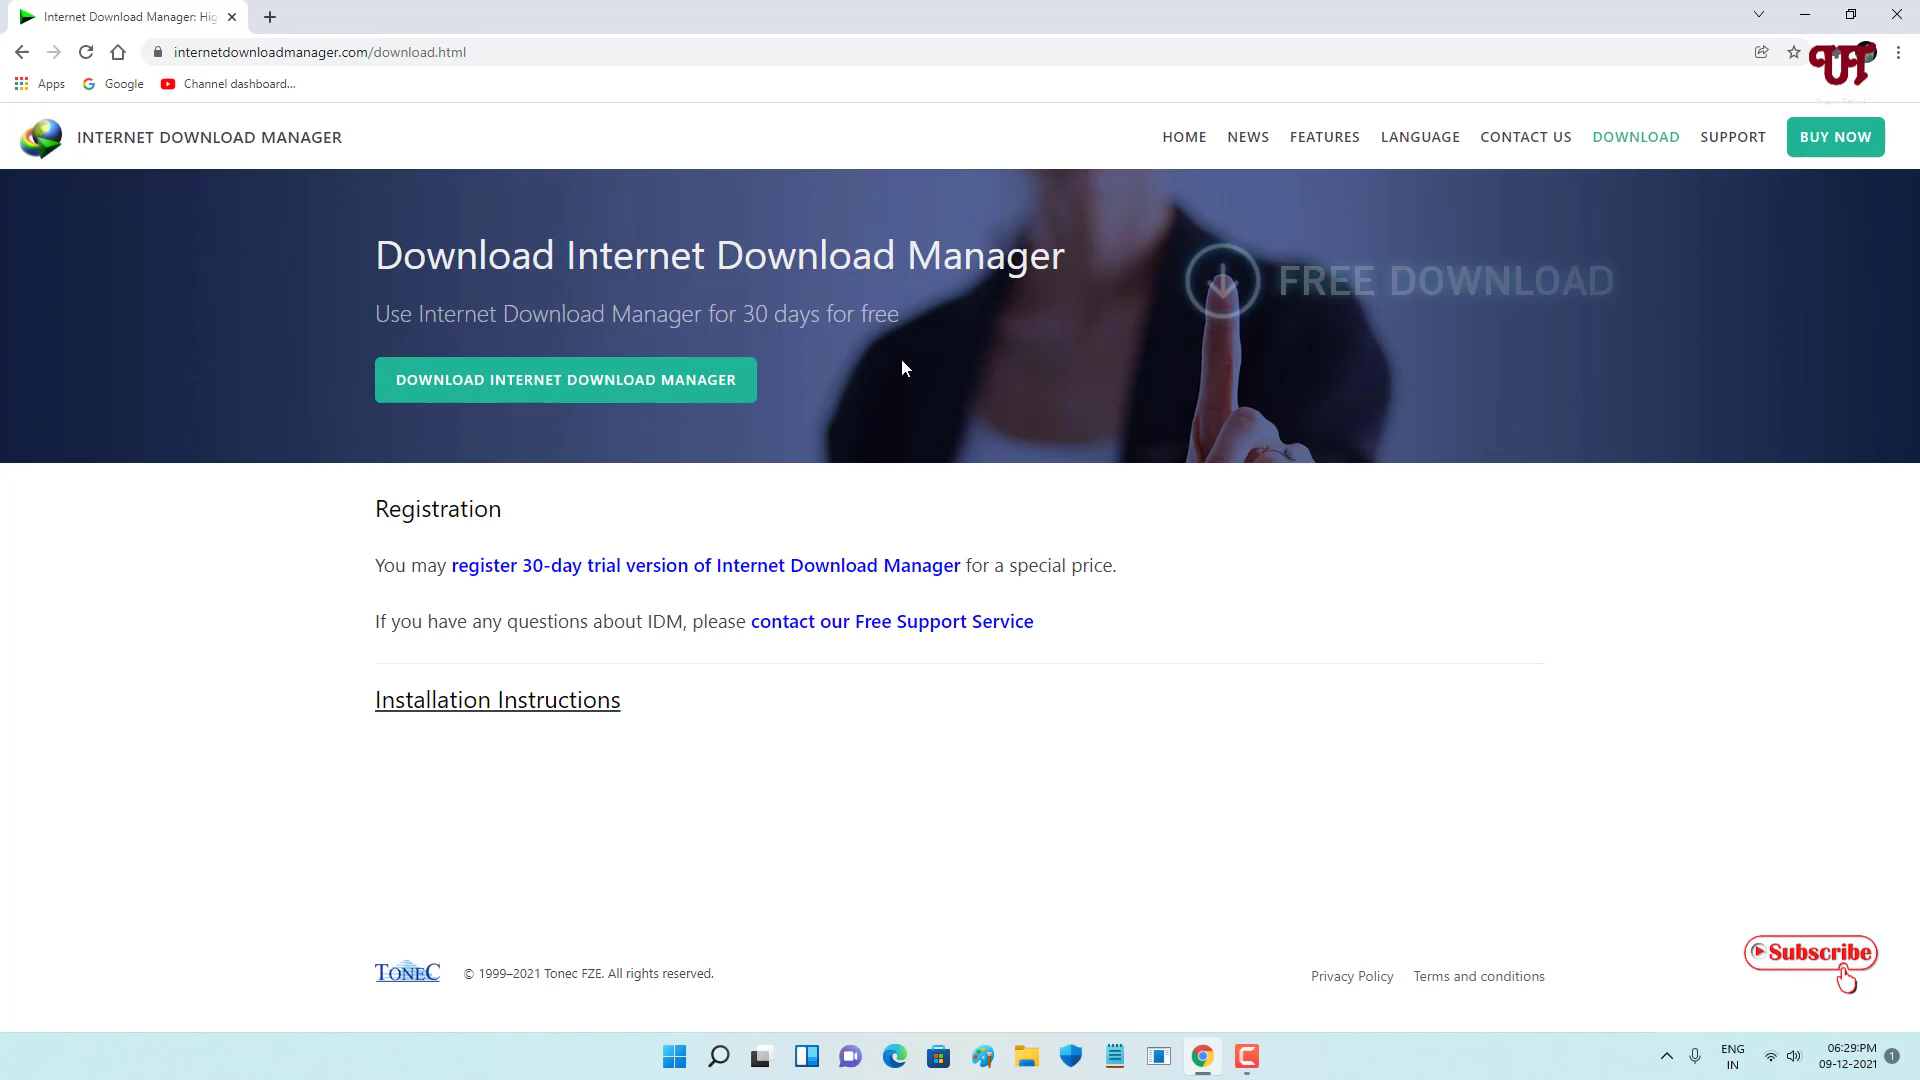 Internet Download Manager: Hig
internetdownloadmanager.com/download.html
Apps
Google
Channel dashboard...
UT
INTERNET DOWNLOAD MANAGER
HOME
NEWS
FEATURES
LANGUAGE
CONTACT US
DOWNLOAD
SUPPORT
BUY NOW
Download Internet Download Manager
Use Internet Download Manager for 30 days for free
DOWNLOAD INTERNET DOWNLOAD MANAGER
FREE DOWNLOAD
Registration
You may register 30-day trial version of Internet Download Manager for a special price.
If you have any questions about IDM, please contact our Free Support Service
Installation Instructions
TONEC
© 1999–2021 Tonec FZE. All rights reserved.
Privacy Policy
Terms and conditions
Subscribe
ENG
IN
06:29:PM
09-12-2021
1